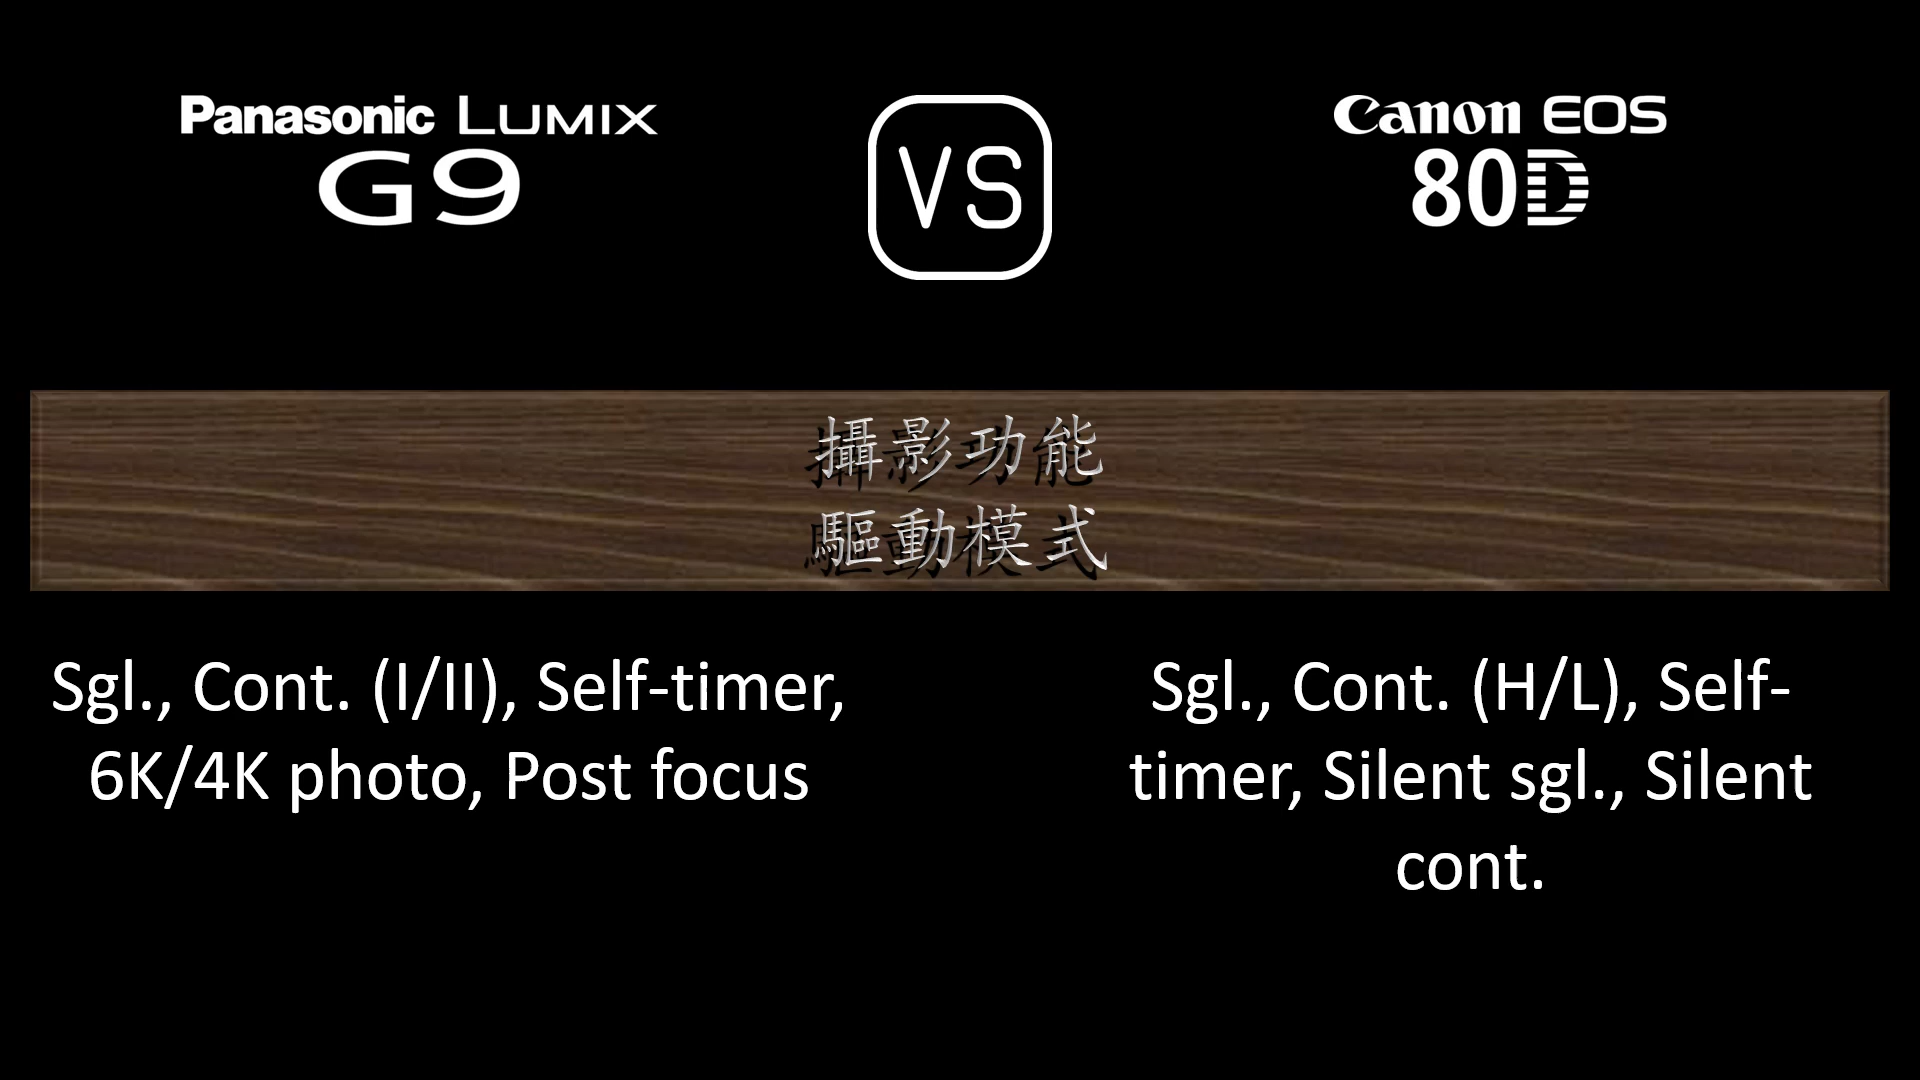 Panasonic LUMIX
G9
VS
Canon EOS
80D
攝影功能
驅動模式
Sgl., Cont. (I/II), Self-timer,
6K/4K photo, Post focus
Sgl., Cont. (H/L), Self-
timer, Silent sgl., Silent
cont.